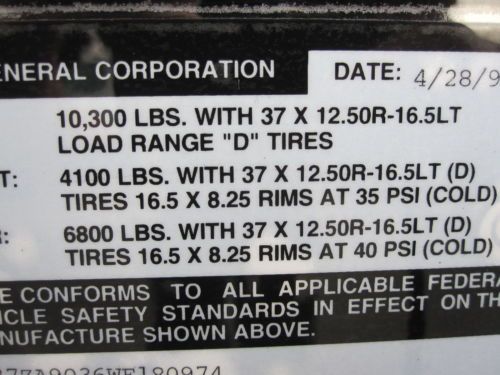 ENERAL CORPORATION DATE: 4/28/9
10,300 LBS. WITH 37 X 12.50R-16.5LT
LOAD RANGE "D" TIRES
T: 4100 LBS. WITH 37 X 12.50R-16.5LT (D)
TIRES 16.5 X 8.25 RIMS AT 35 PSI (COLD)
R: 6800 LBS. WITH 37 X 12.50R-16.5LT (D)
TIRES 16.5 X 8.25 RIMS AT 40 PSI (COLD)
E CONFORMS TO ALL APPLICABLE FEDERA
HICLE SAFETY STANDARDS IN EFFECT ON TH
NUFACTURE SHOWN ABOVE.
37ZA9036WE180974